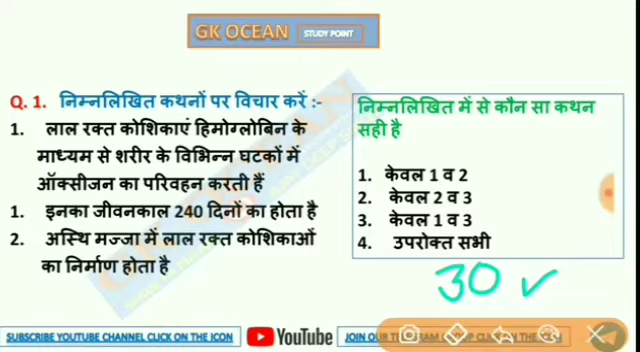 GK OCEAN STUDY POINT
Q. 1. निम्नलिखित कथनों पर विचार करें :-
1. लाल रक्त कोशिकाएं हिमोग्लोबिन के
माध्यम से शरीर के विभिन्न घटकों में
ऑक्सीजन का परिवहन करती हैं
1. इनका जीवनकाल 240 दिनों का होता है
2. अस्थि मज्जा में लाल रक्त कोशिकाओं
का निर्माण होता है
निम्नलिखित में से कौन सा कथन
सही है
1. केवल 1 व 2
2. केवल 2 व 3
3. केवल 1 व 3
4. उपरोक्त सभी
30 ✓
SUBSCRIBE YOUTUBE CHANNEL CLICK ON THE ICON
YouTube
JOIN OUR THE ICON